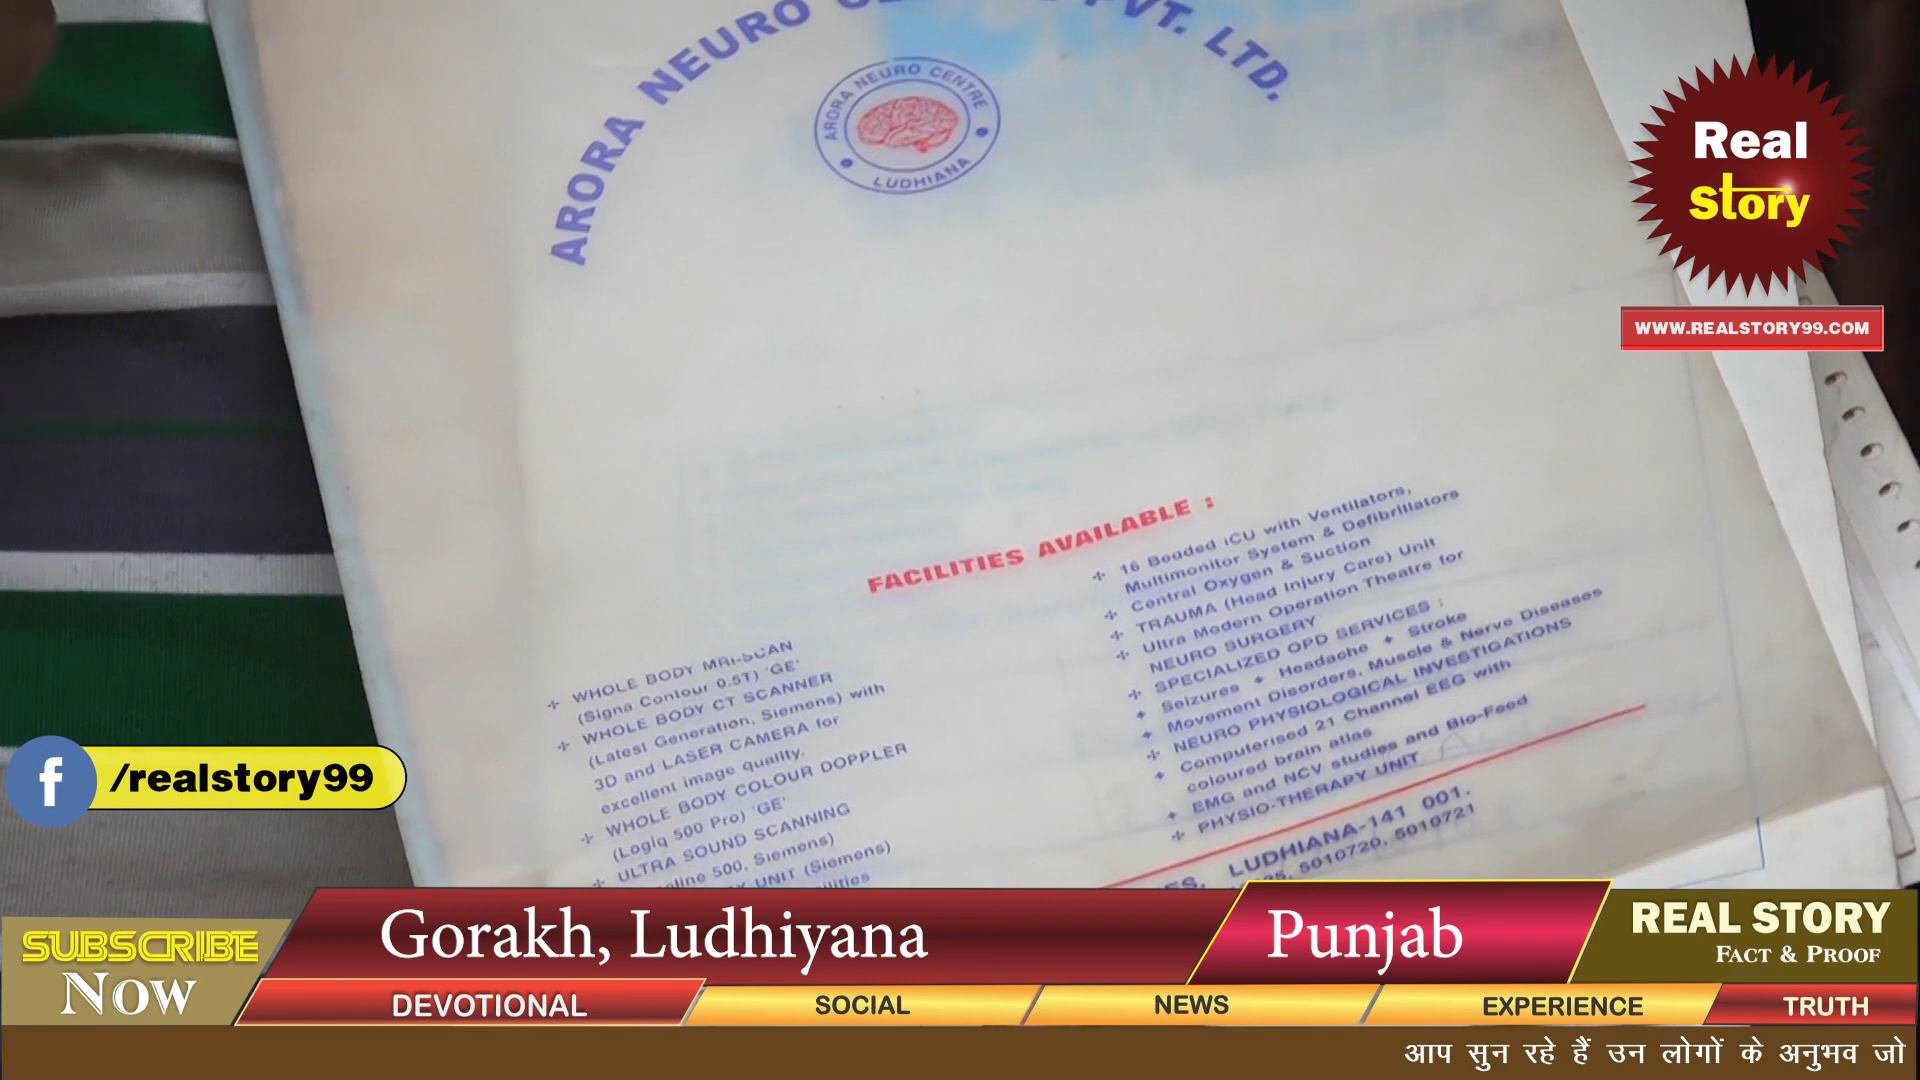 ARORA NEURO PVT. LTD.
ARORA NEURO CENTRE
LUDHIANA
Real
Story
WWW.REALSTORY99.COM
FACILITIES AVAILABLE :
WHOLE BODY MRI-SCAN
(Signa Contour 0.5T) 'GE'
WHOLE BODY CT SCANNER
(Latest Generation, Siemens) with
3D and LASER CAMERA for
excellent image quality.
WHOLE BODY COLOUR DOPPLER
(Logiq 500 Pro) 'GE'
ULTRA SOUND SCANNING
500, Siemens)
UNIT (Siemens)
16 Beaded ICU with Ventilators,
Multimonitor System & Defibrillators
Central Oxygen & Suction
TRAUMA (Head Injury Care) Unit
Ultra Modern Operation Theatre for
NEURO SURGERY
SPECIALIZED OPD SERVICES :
Seizures + Headache + Stroke
Movement Disorders, Muscle & Nerve Diseases
NEURO PHYSIOLOGICAL INVESTIGATIONS
Computerised 21 Channel EEG with
coloured brain atlas
EMG and NCV studies and Bio-Feed
PHYSIO-THERAPY UNIT
LUDHIANA-141 001.
5010720, 5010721
f /realstory99
SUBSCRIBE
NOW
Gorakh, Ludhiyana
Punjab
REAL STORY
FACT & PROOF
DEVOTIONAL
SOCIAL
NEWS
EXPERIENCE
TRUTH
आप सुन रहे हैं उन लोगों के अनुभव जो